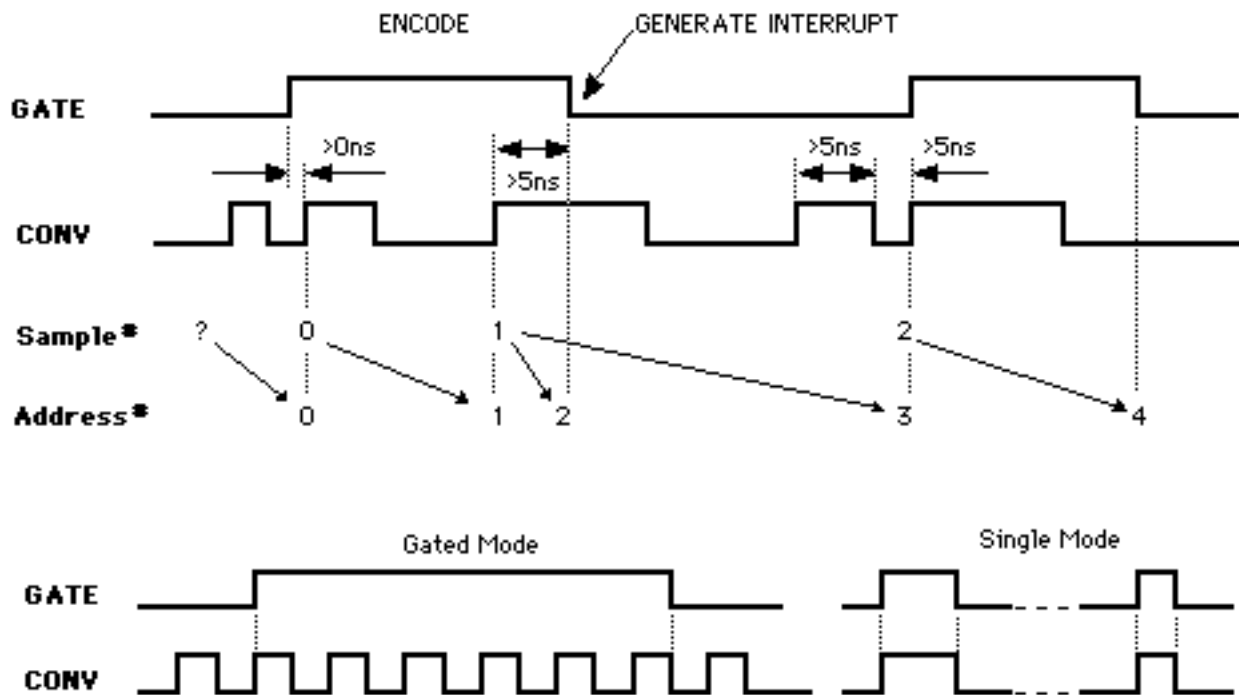 ENCODE GENERATE INTERRUPT
GATE
>0ns >5ns >5ns
>5ns
CONV
Sample# ? 0 1 2
Address# 0 1 2 3 4
Gated Mode Single Mode
GATE
CONV